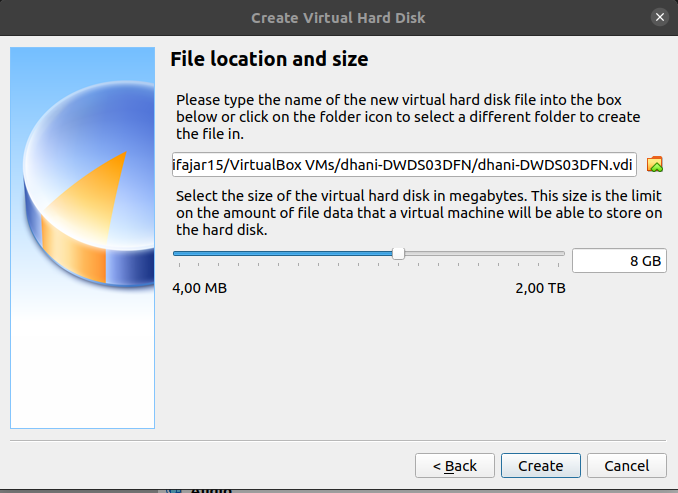 Create Virtual Hard Disk
File location and size
Please type the name of the new virtual hard disk file into the box
below or click on the folder icon to select a different folder to create
the file in.
ifajar15/VirtualBox VMs/dhani-DWDS03DFN/dhani-DWDS03DFN.vdi
Select the size of the virtual hard disk in megabytes. This size is the limit
on the amount of file data that a virtual machine will be able to store on
the hard disk.
8 GB
4,00 MB
2,00 TB
< Back
Create
Cancel